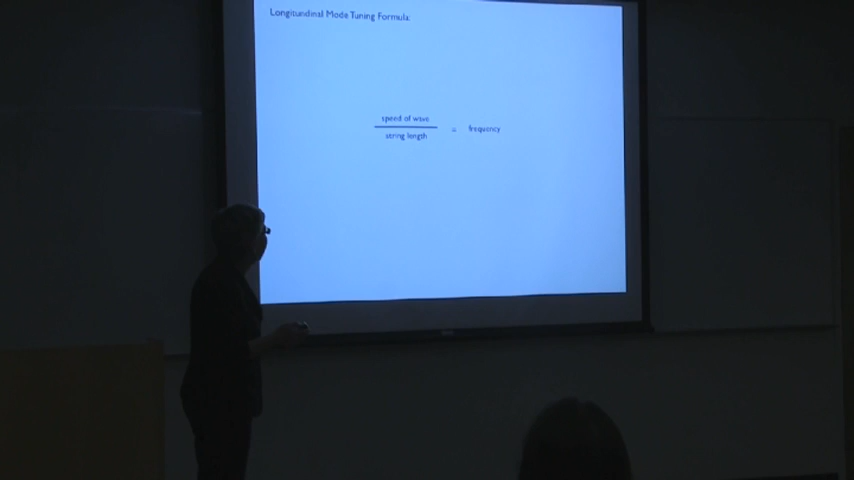 Longitundinal Mode Tuning Formula:
speed of wave
string length
= frequency